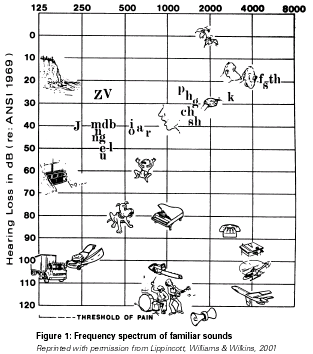 125 250 500 1000 2000 4000 8000
0
10
20
30
40
50
60
70
80
90
100
110
120
Hearing Loss in dB (re: ANSI 1969)
f s th
z v
p h g k
ch
sh
j mdb i a r
n o
ng
e l
u
THRESHOLD OF PAIN
Figure 1: Frequency spectrum of familiar sounds
Reprinted with permission from Lippincott, Williams & Wilkins, 2001